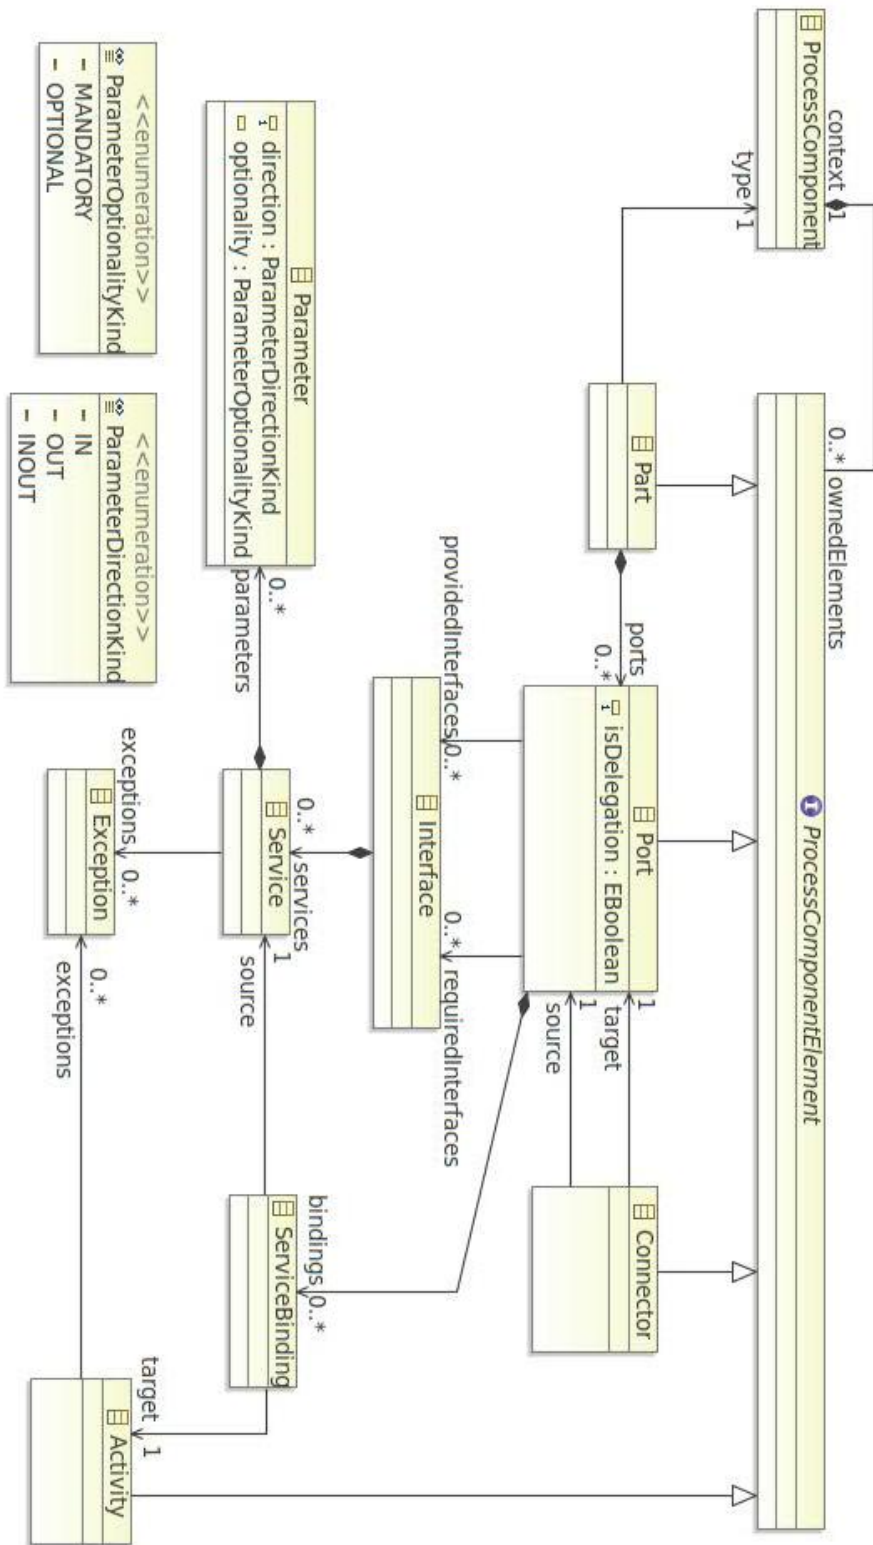 ProcessComponent
context 1
type 1
0..* ownedElements
ProcessComponentElement
Part
ports
0..*
Port
isDelegation : EBoolean
1
target
1
source
Connector
providedInterfaces 0..*
0..* requiredInterfaces
Interface
0..* services
Parameter
direction : ParameterDirectionKind
optionality : ParameterOptionalityKind
0..*
parameters
Service
1
source
bindings 0..*
ServiceBinding
exceptions 0..*
Exception
0..*
exceptions
target 1
Activity
<<enumeration>>
ParameterOptionalityKind
MANDATORY
OPTIONAL
<<enumeration>>
ParameterDirectionKind
IN
OUT
INOUT